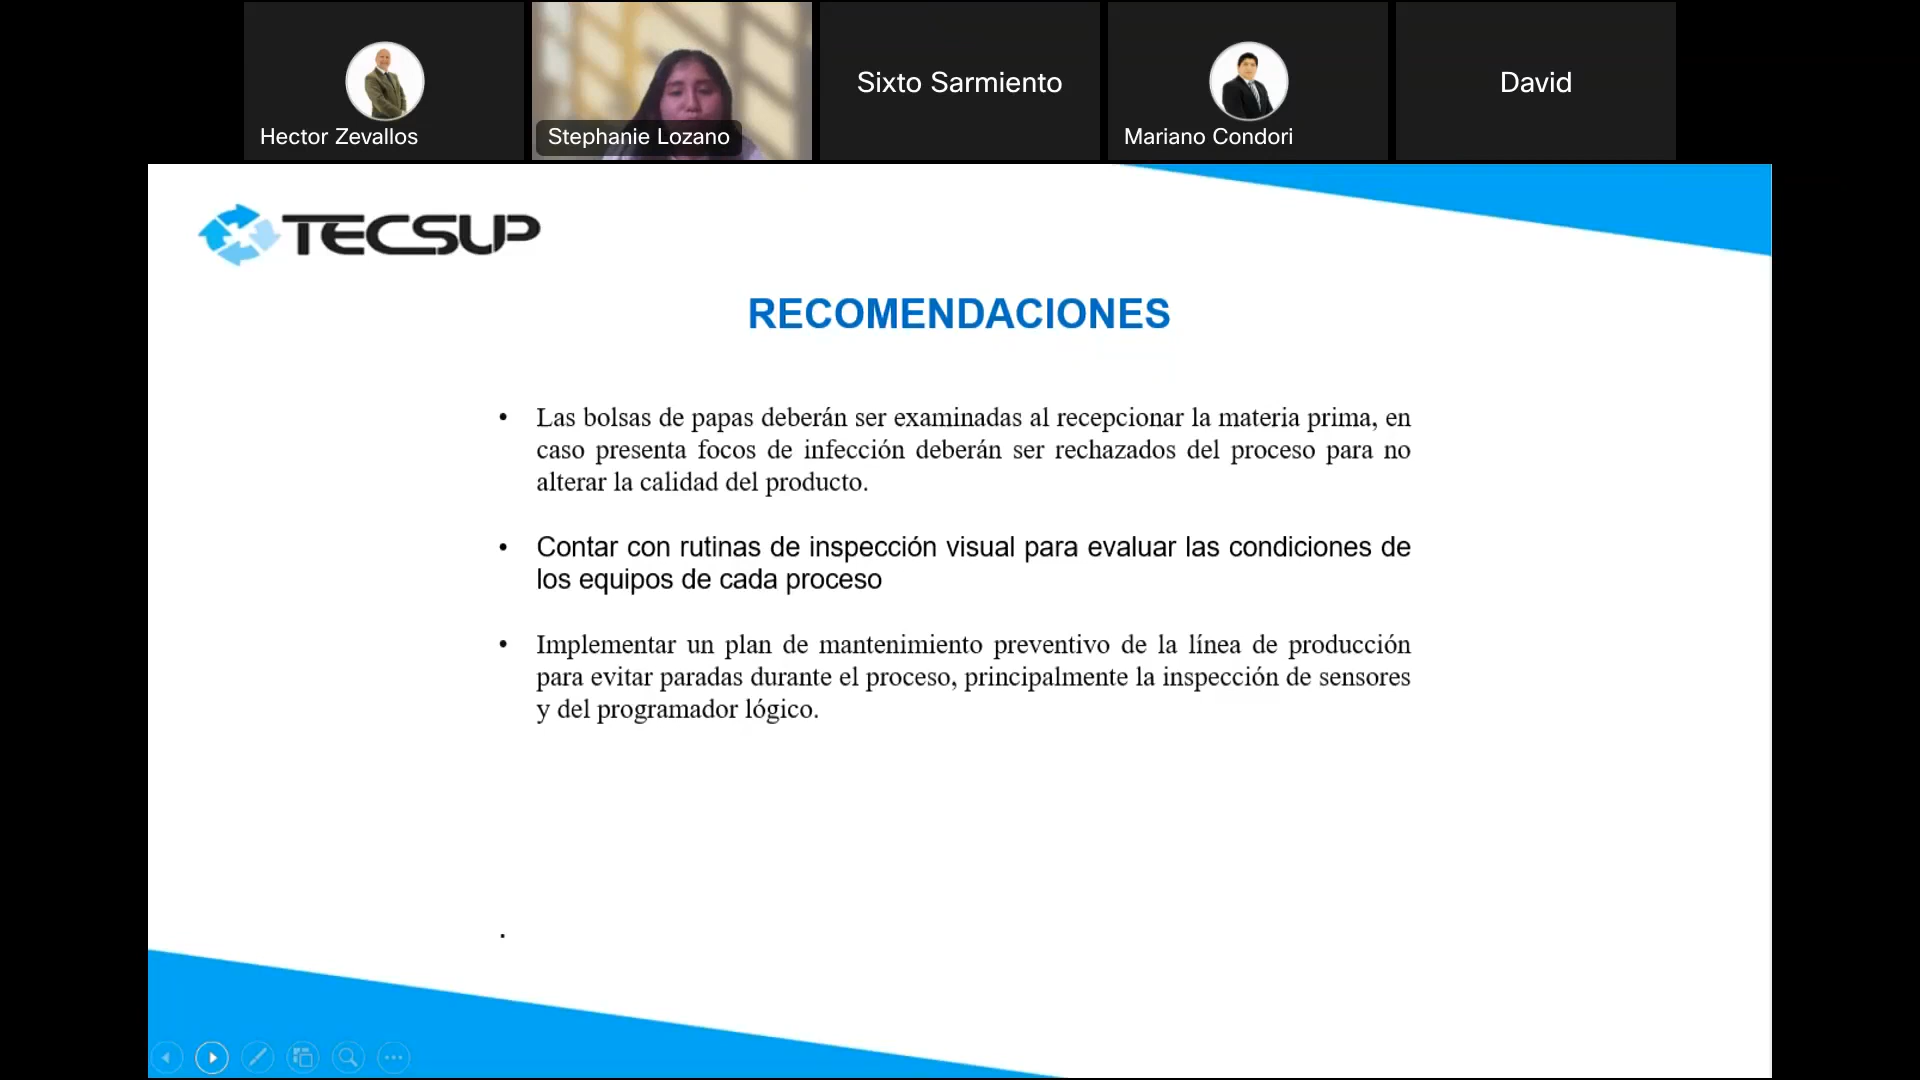 Hector Zevallos
Stephanie Lozano
Sixto Sarmiento
Mariano Condori
David
TECSUP
RECOMENDACIONES
• Las bolsas de papas deberán ser examinadas al recepcionar la materia prima, en
caso presenta focos de infección deberán ser rechazados del proceso para no
alterar la calidad del producto.
• Contar con rutinas de inspección visual para evaluar las condiciones de
los equipos de cada proceso
• Implementar un plan de mantenimiento preventivo de la línea de producción
para evitar paradas durante el proceso, principalmente la inspección de sensores
y del programador lógico.
.